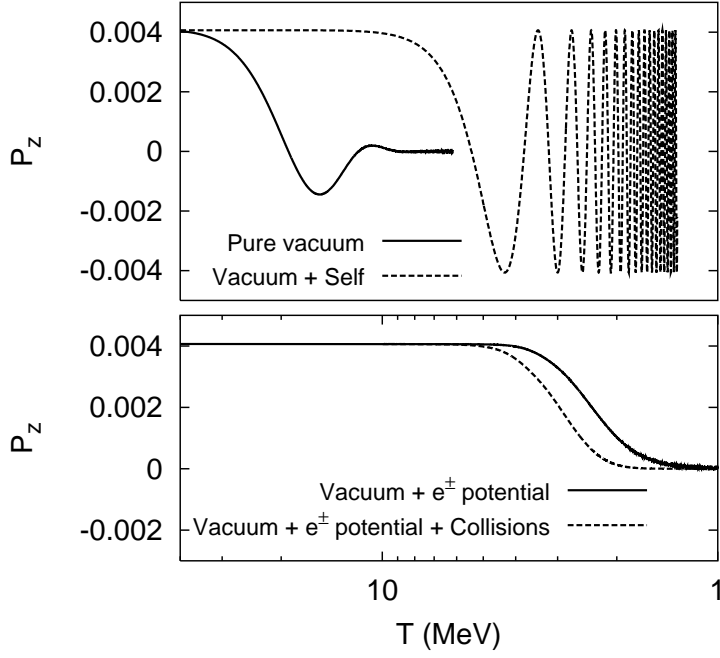 0.004
0.002
0
-0.002
-0.004
P_z
Pure vacuum
Vacuum + Self
0.004
0.002
0
-0.002
P_z
Vacuum + e^± potential
Vacuum + e^± potential + Collisions
10
1
T (MeV)